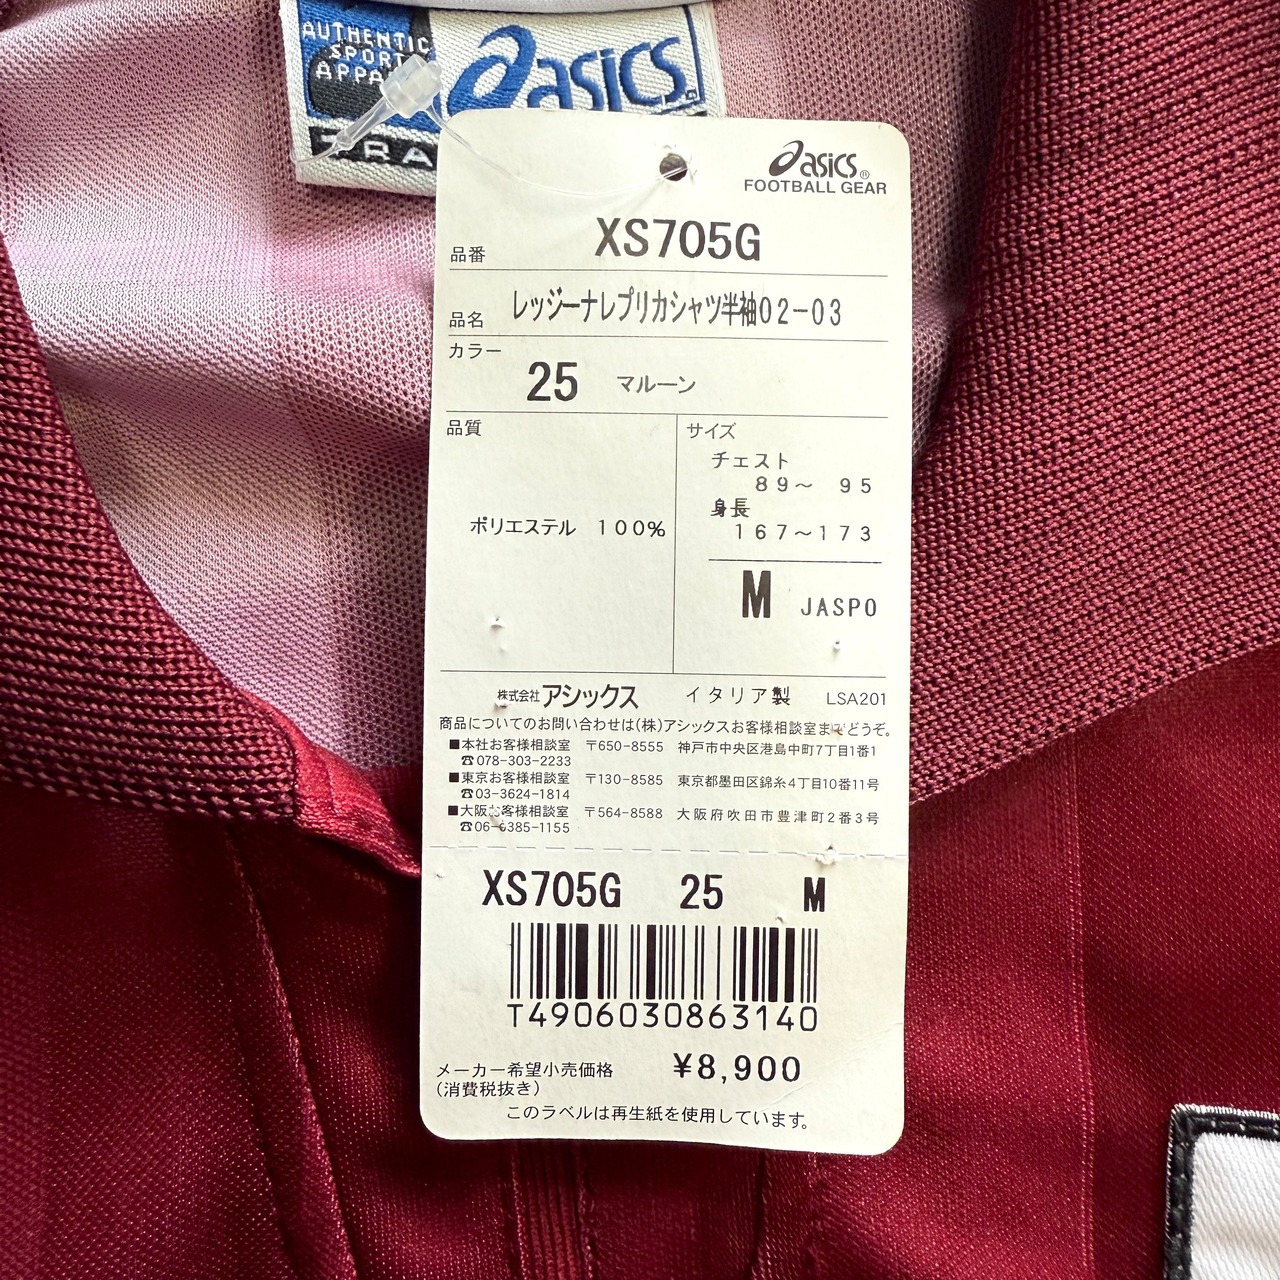 AUTHENTIC
SPORT
APPA
asics
TRA
asics®
FOOTBALL GEAR
品番 XS705G
品名 レッジーナレプリカシャツ半袖02-03
カラー
25 マルーン
品質
ポリエステル 100%
サイズ
チェスト
89～ 95
身長
167～173
M JASPO
株式会社アシックス イタリア製 LSA201
商品についてのお問い合わせは(株)アシックスお客様相談室までどうぞ。
■本社お客様相談室 〒650-8555 神戸市中央区港島中町7丁目1番1
☎078-303-2233
■東京お客様相談室 〒130-8585 東京都墨田区錦糸4丁目10番11号
☎03-3624-1814
■大阪お客様相談室 〒564-8588 大阪府吹田市豊津町2番3号
☎06-6385-1155
XS705G 25 M
T4906030863140
メーカー希望小売価格 ¥8,900
(消費税抜き)
このラベルは再生紙を使用しています。